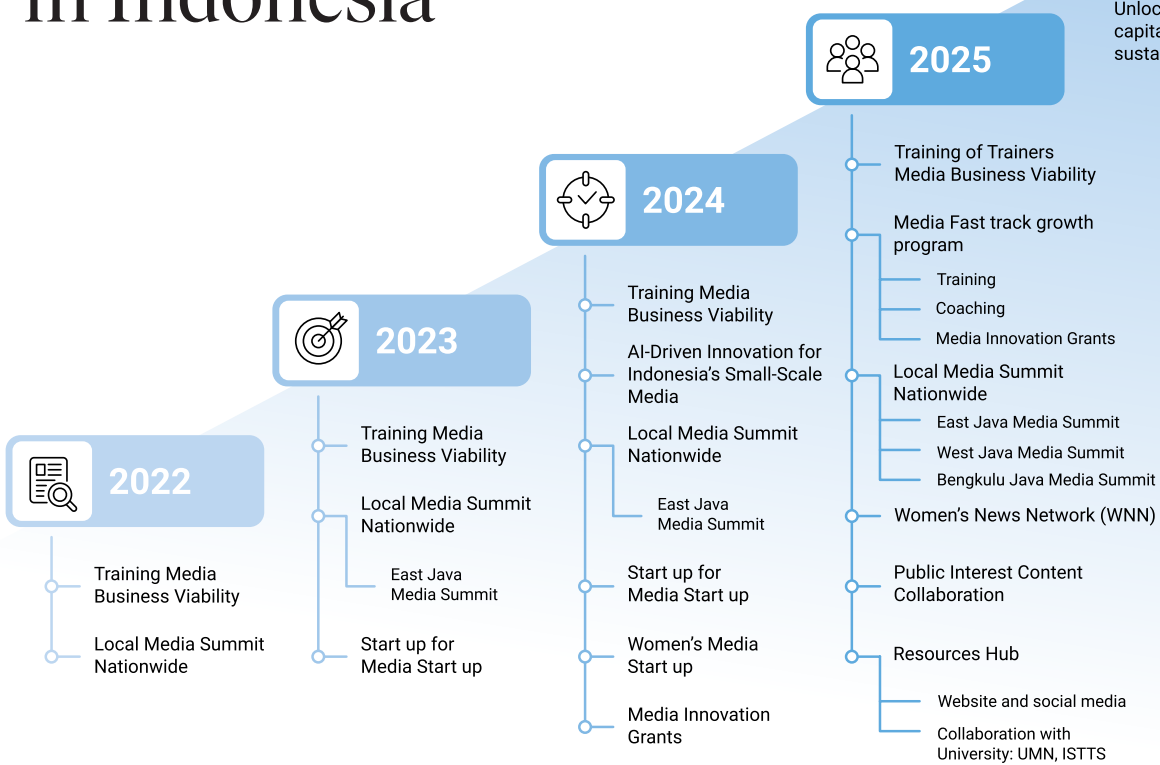 in Indonesia
2022
Training Media
Business Viability
Local Media Summit
Nationwide
2023
Training Media
Business Viability
Local Media Summit
Nationwide
East Java
Media Summit
Start up for
Media Start up
2024
Training Media
Business Viability
AI-Driven Innovation for
Indonesia's Small-Scale
Media
Local Media Summit
Nationwide
East Java
Media Summit
Start up for
Media Start up
Women's Media
Start up
Media Innovation
Grants
2025
Training of Trainers
Media Business Viability
Media Fast track growth
program
Training
Coaching
Media Innovation Grants
Local Media Summit
Nationwide
East Java Media Summit
West Java Media Summit
Bengkulu Java Media Summit
Women's News Network (WNN)
Public Interest Content
Collaboration
Resources Hub
Website and social media
Collaboration with
University: UMN, ISTTS